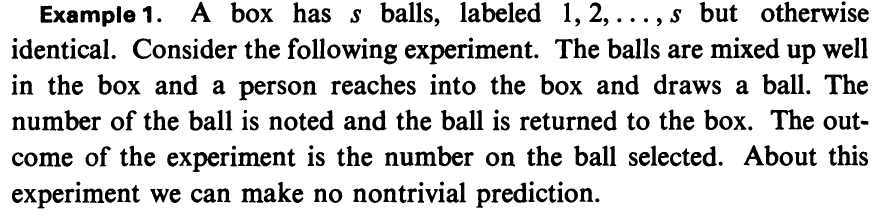 Example 1. A box has s balls, labeled 1, 2, . . . , s but otherwise
identical. Consider the following experiment. The balls are mixed up well
in the box and a person reaches into the box and draws a ball. The
number of the ball is noted and the ball is returned to the box. The out-
come of the experiment is the number on the ball selected. About this
experiment we can make no nontrivial prediction.